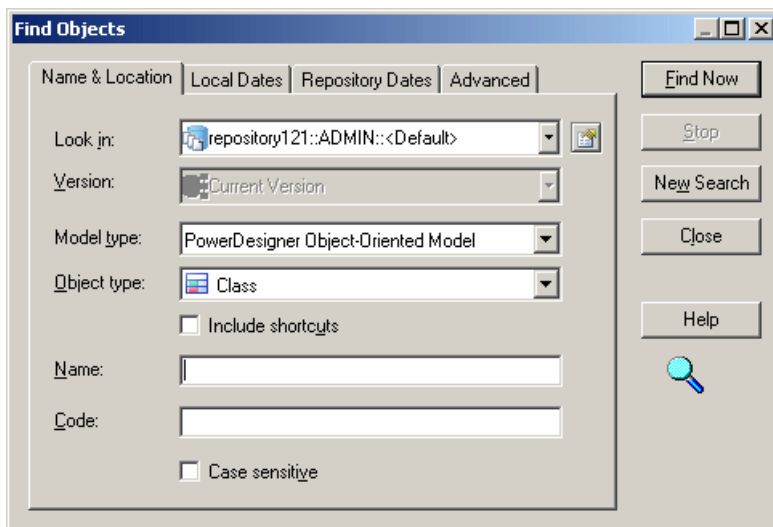 Find Objects
Name & Location Local Dates Repository Dates Advanced
Find Now
Look in: repository121::ADMIN::<Default>
Stop
Version: Current Version
New Search
Model type: PowerDesigner Object-Oriented Model
Close
Object type: Class
Include shortcuts
Help
Name:
Code:
Case sensitive